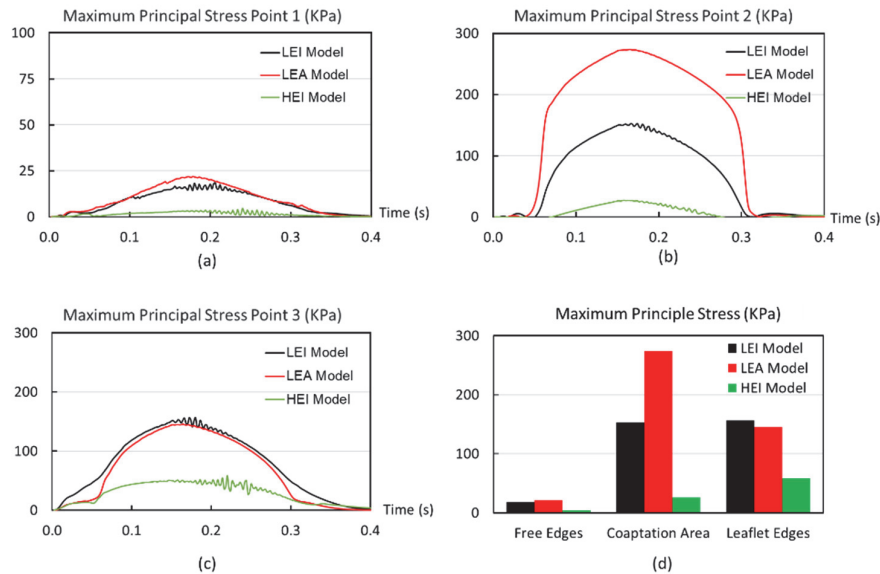 Maximum Principal Stress Point 1 (KPa)
100
75
50
25
0
0.0 0.1 0.2 0.3 0.4
Time (s)
LEI Model
LEA Model
HEI Model
(a)
Maximum Principal Stress Point 2 (KPa)
300
200
100
0
0.0 0.1 0.2 0.3 0.4
Time (s)
LEI Model
LEA Model
HEI Model
(b)
Maximum Principal Stress Point 3 (KPa)
300
200
100
0
0.0 0.1 0.2 0.3 0.4
Time (s)
LEI Model
LEA Model
HEI Model
(c)
Maximum Principle Stress (KPa)
300
200
100
0
LEI Model
LEA Model
HEI Model
Free Edges Coaptation Area Leaflet Edges
(d)